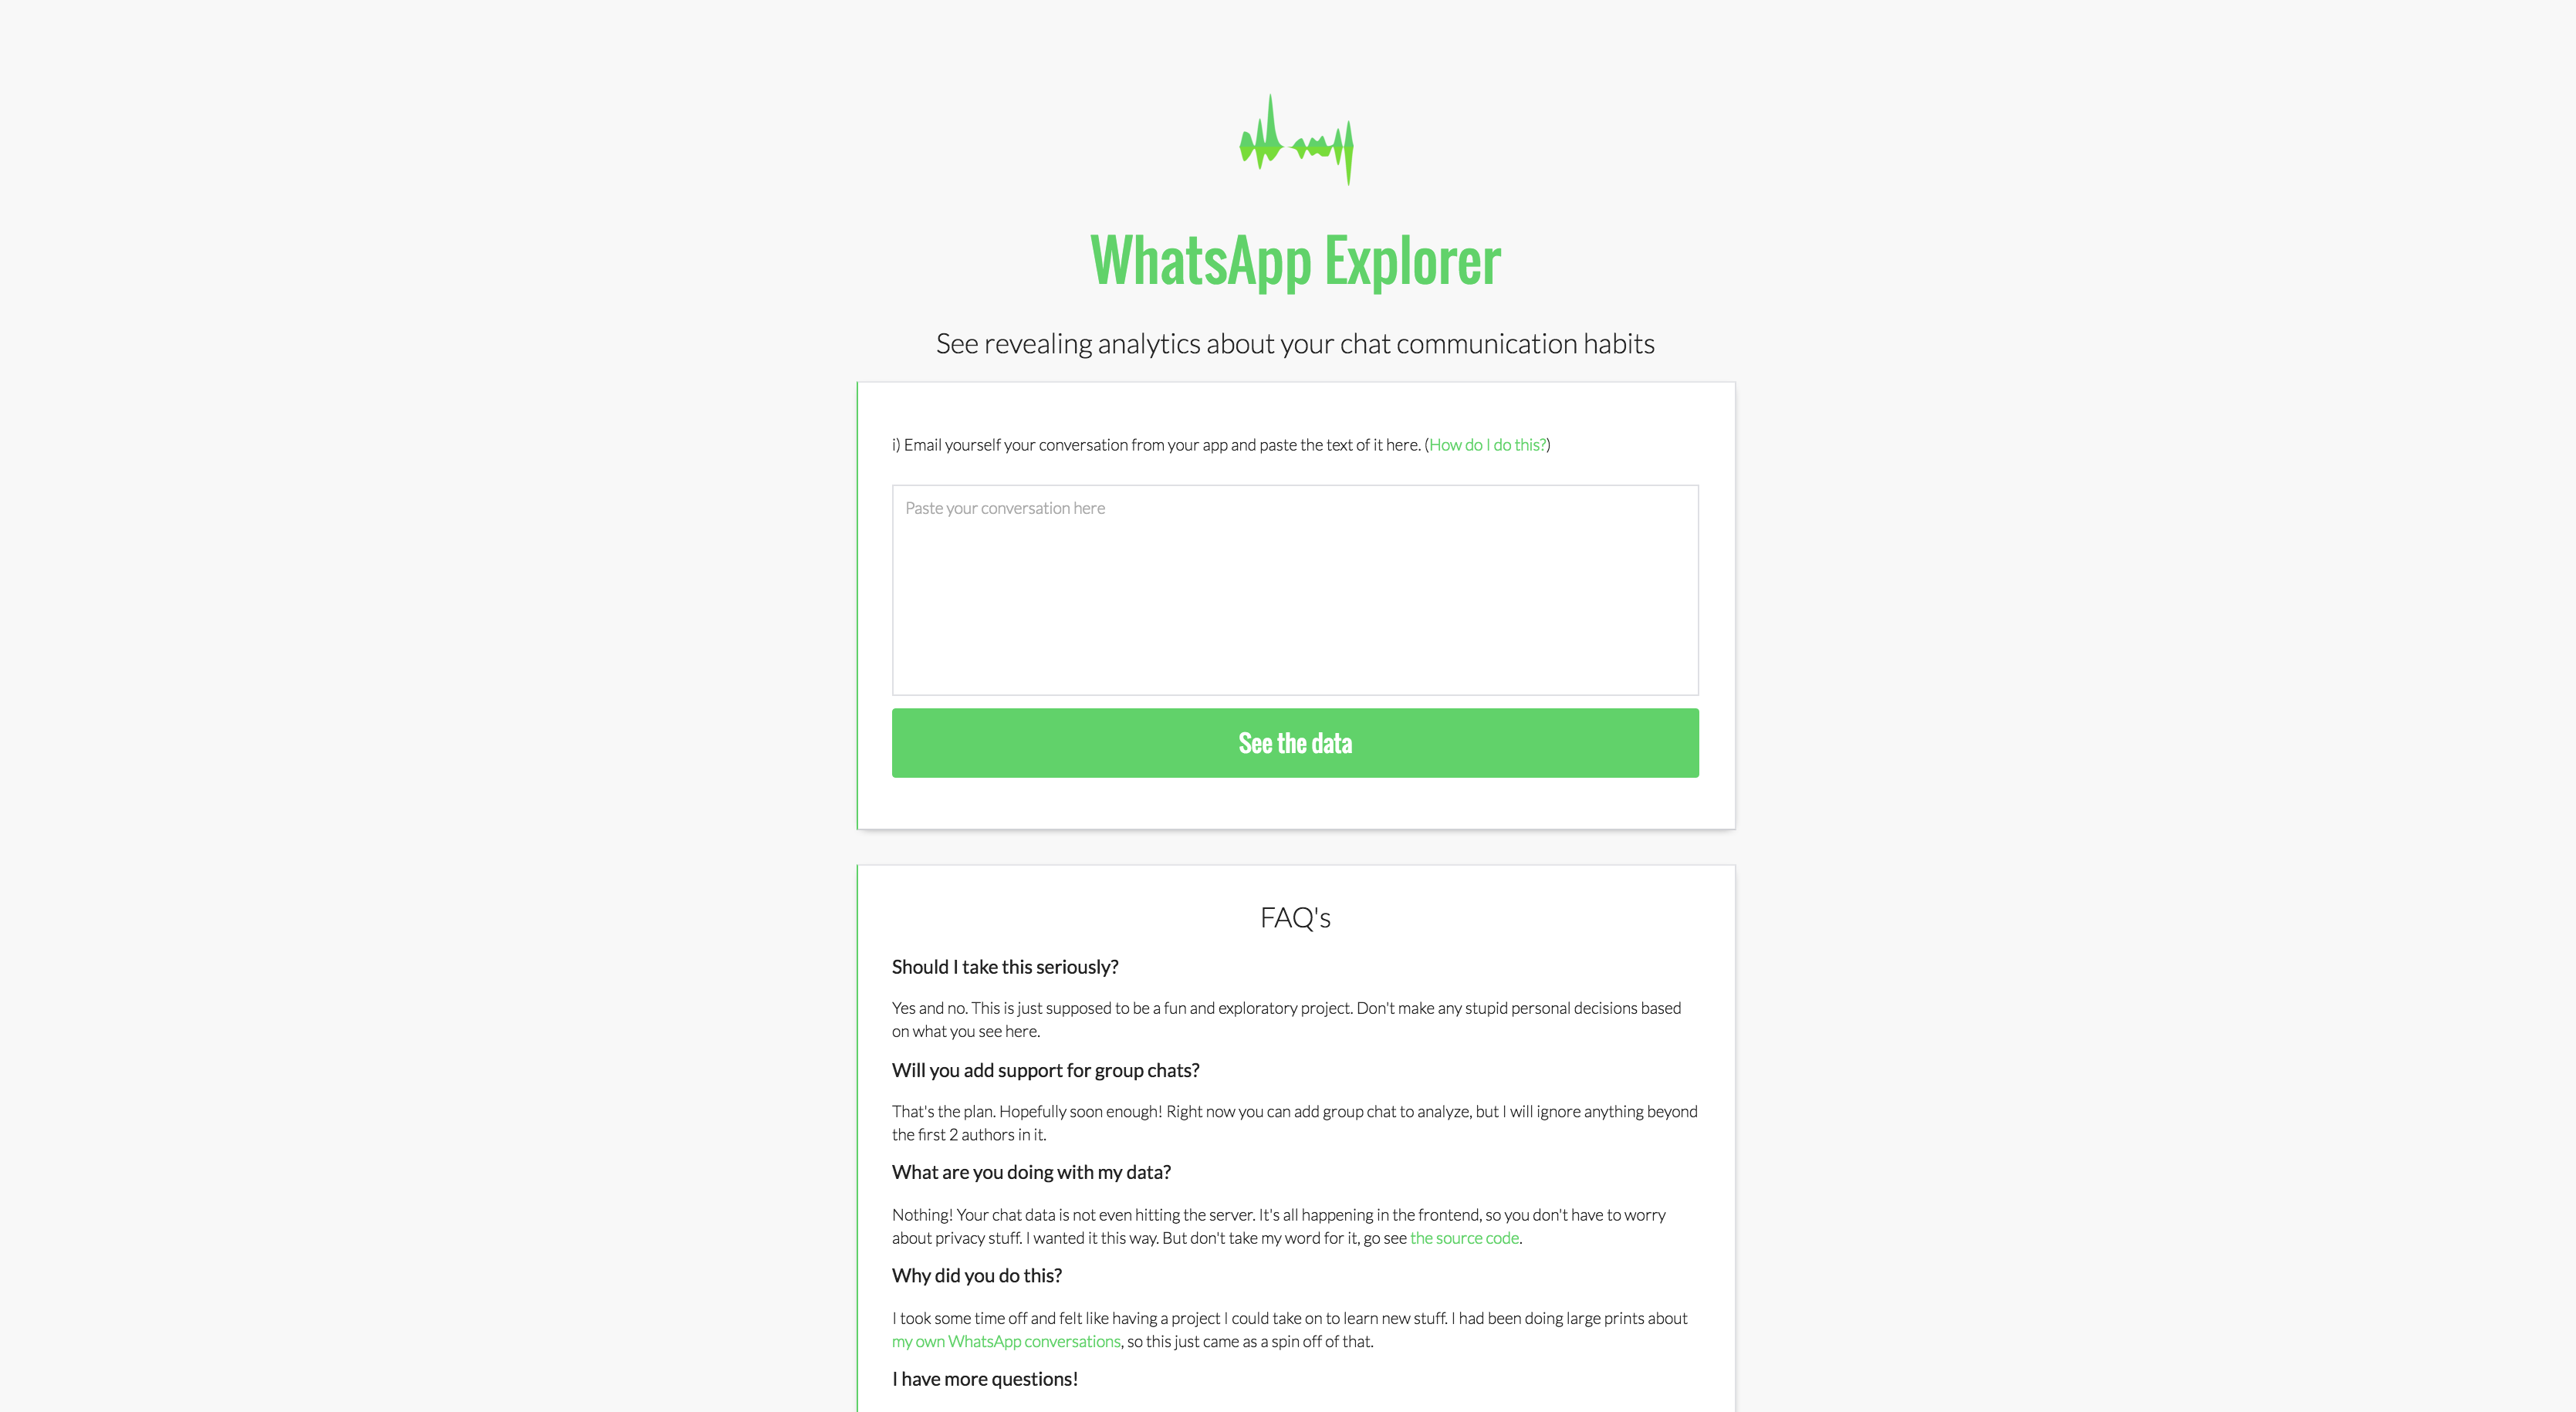 WhatsApp Explorer
See revealing analytics about your chat communication habits
i) Email yourself your conversation from your app and paste the text of it here. (How do I do this?)
Paste your conversation here
See the data
FAQ's
Should I take this seriously?
Yes and no. This is just supposed to be a fun and exploratory project. Don't make any stupid personal decisions based
on what you see here.
Will you add support for group chats?
That's the plan. Hopefully soon enough! Right now you can add group chat to analyze, but I will ignore anything beyond
the first 2 authors in it.
What are you doing with my data?
Nothing! Your chat data is not even hitting the server. It's all happening in the frontend, so you don't have to worry
about privacy stuff. I wanted it this way. But don't take my word for it, go see the source code.
Why did you do this?
I took some time off and felt like having a project I could take on to learn new stuff. I had been doing large prints about
my own WhatsApp conversations, so this just came as a spin off of that.
I have more questions!